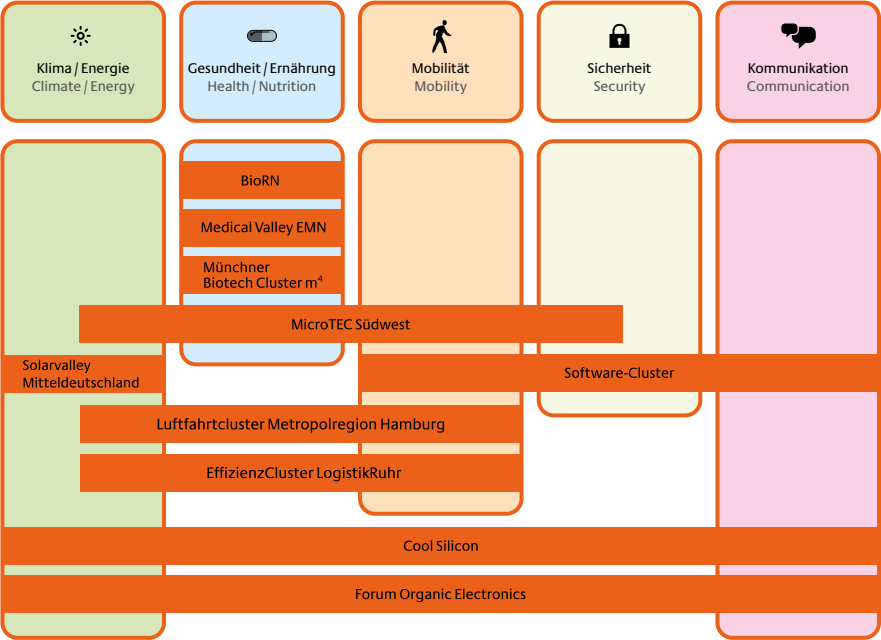 Klima / Energie
Climate / Energy
Gesundheit / Ernährung
Health / Nutrition
Mobilität
Mobility
Sicherheit
Security
Kommunikation
Communication
BioRN
Medical Valley EMN
Münchner
Biotech Cluster m⁴
MicroTEC Südwest
Solarvalley
Mitteldeutschland
Software-Cluster
Luftfahrtcluster Metropolregion Hamburg
EffizienzCluster LogistikRuhr
Cool Silicon
Forum Organic Electronics